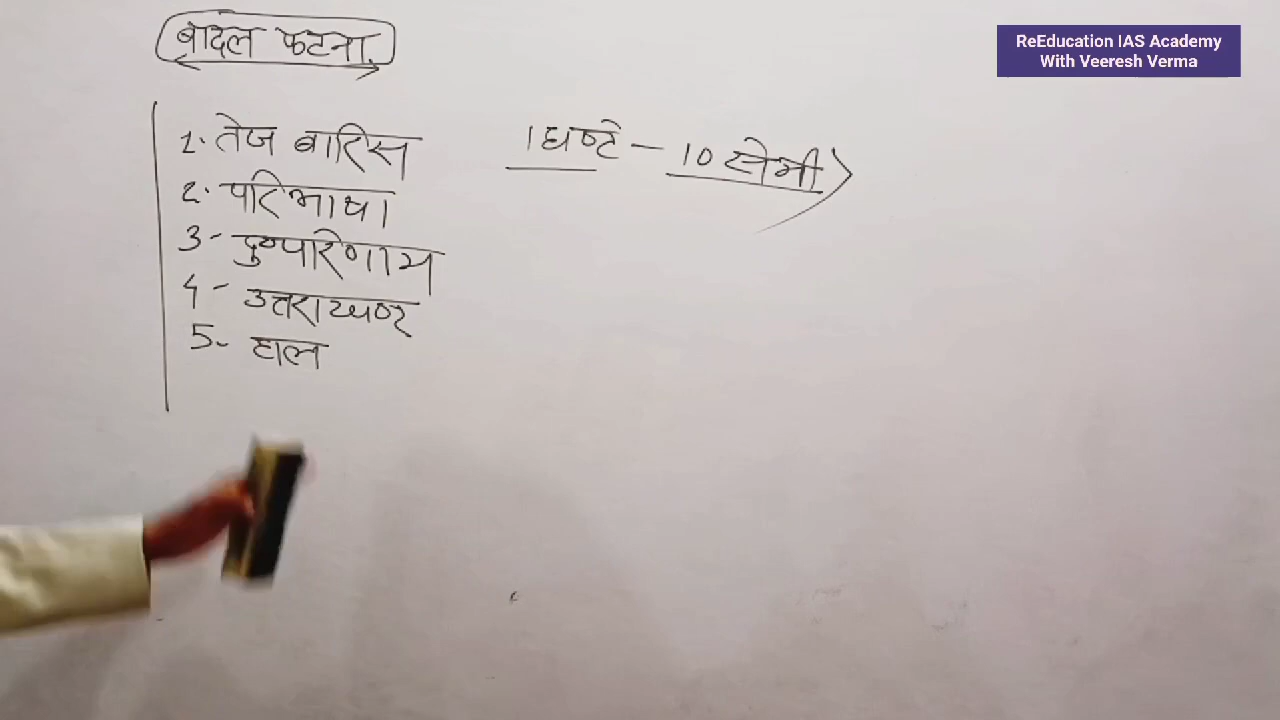 बादल फटना
ReEducation IAS Academy
With Veeresh Verma
1. तेज बारिस
2. परिभाषा
3 - दुष्परिणाम
4 - उत्तराखण्ड
5 - हाल
1 घण्टे - 10 सेमी